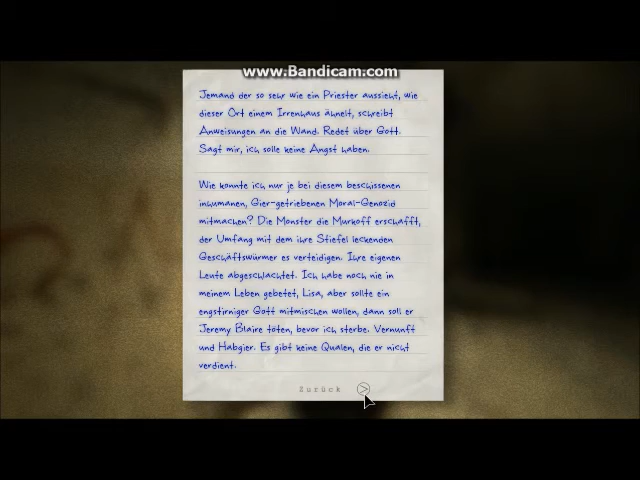 www.Bandicam.com
Jemand der so sehr wie ein Priester aussieht, wie
dieser Ort einem Irrenhaus ähnelt, schreibt
Anweisungen an die Wand. Redet über Gott.
Sagt mir, ich solle keine Angst haben.
Wie konnte ich nur je bei diesem beschissenen
inhumanen, Gier-getriebenen Moral-Genozid
mitmachen? Die Monster die Murkoff erschafft,
der Umfang mit dem ihre Stiefel leckenden
Geschäftswürmer es verteidigen. Ihre eigenen
Leute abgeschlachtet. Ich habe noch nie in
meinem Leben gebetet, Lisa, aber sollte ein
engstirniger Gott mitmischen wollen, dann soll er
Jeremy Blaire töten, bevor ich sterbe. Vernunft
und Habgier. Es gibt keine Qualen, die er nicht
verdient.
Zurück >